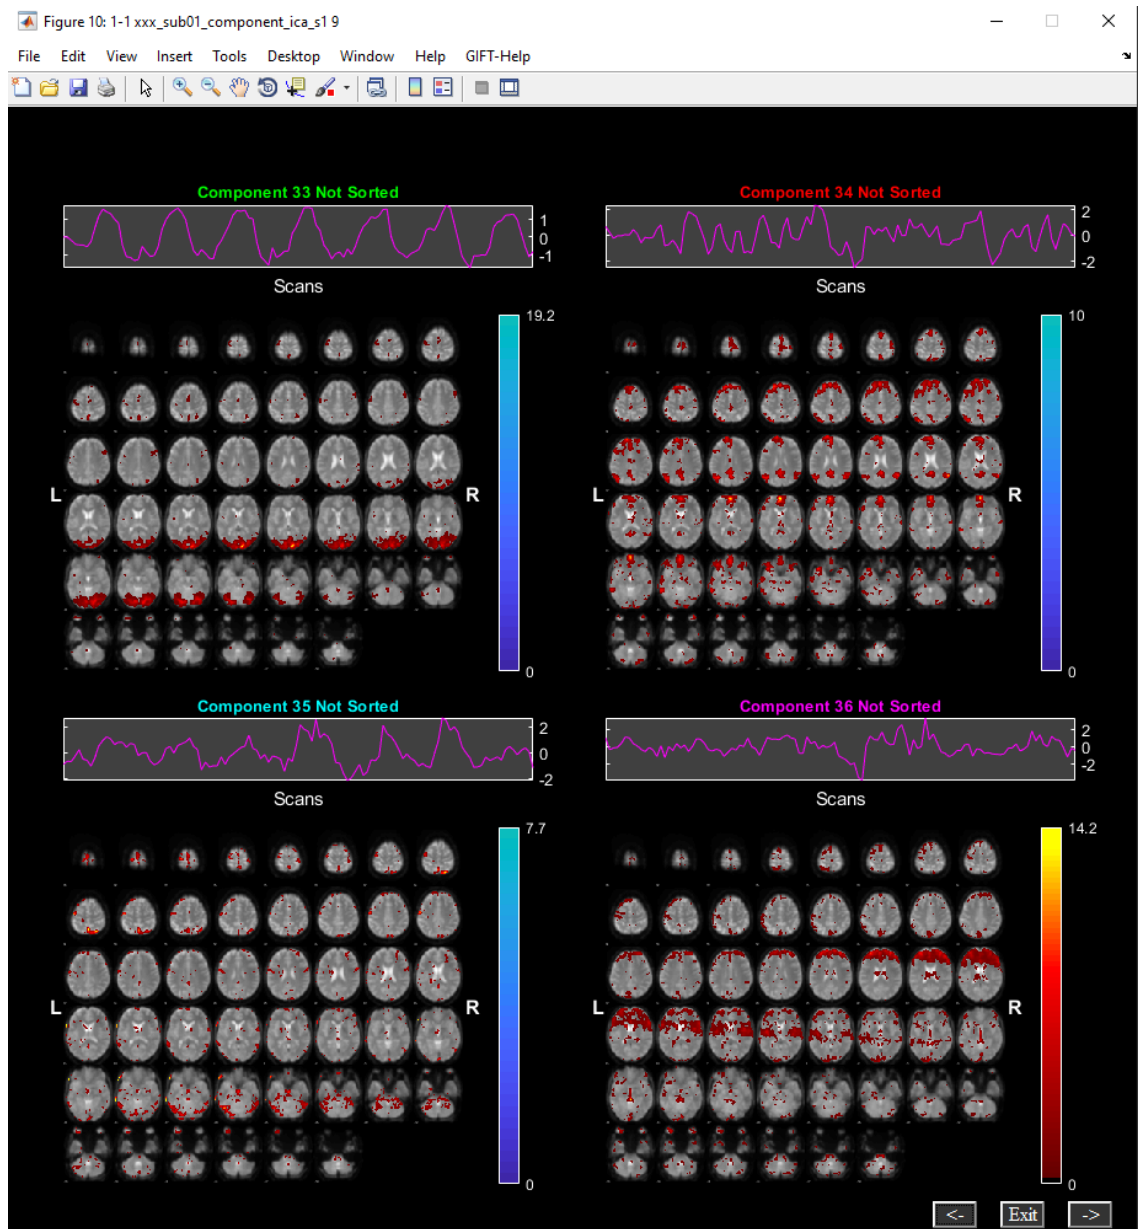 Figure 10: 1-1 xxx_sub01_component_ica_s1 9
File Edit View Insert Tools Desktop Window Help GIFT-Help
Component 33 Not Sorted
1
0
-1
Scans
19.2
0
L
R
Component 34 Not Sorted
2
0
-2
Scans
10
0
L
R
Component 35 Not Sorted
2
0
-2
Scans
7.7
0
L
R
Component 36 Not Sorted
2
0
-2
Scans
14.2
0
L
R
<- Exit ->